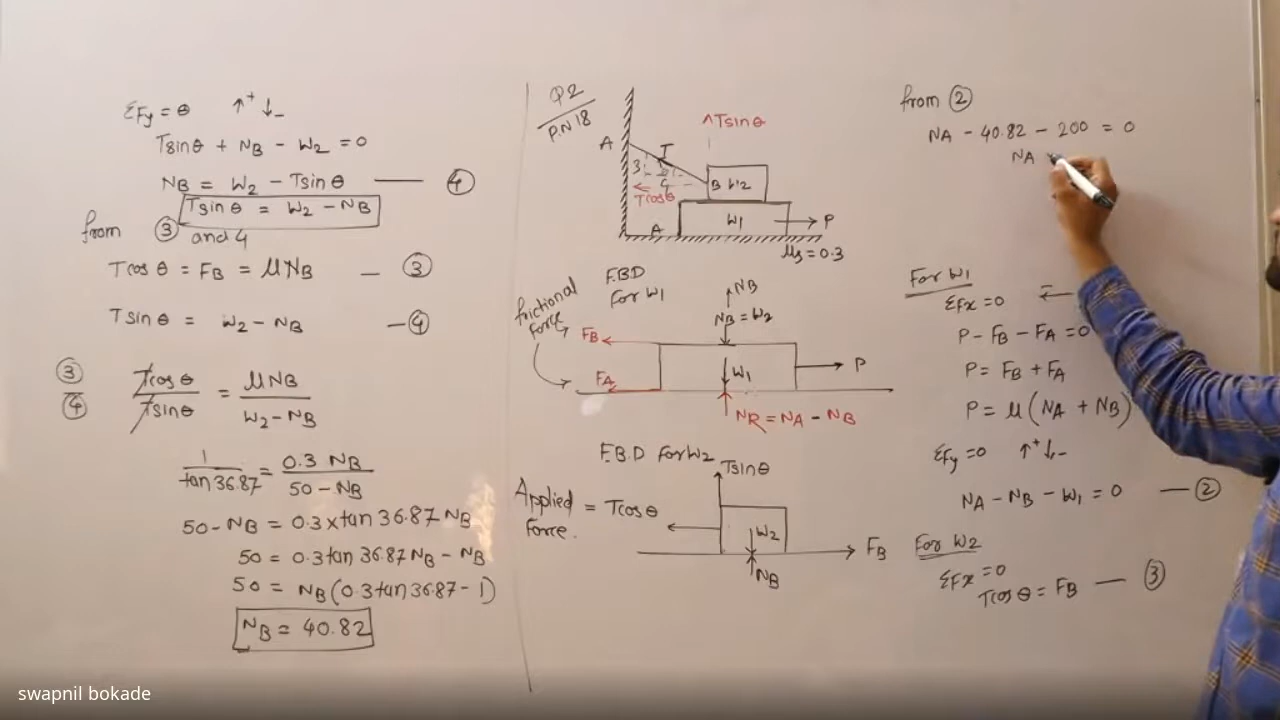 ΣFy = 0 ↑+ ↓-
Tsinθ + NB - W2 = 0
NB = W2 - Tsinθ —— ④
Tsinθ = W2 - NB
from ③ and 4
Tcosθ = FB = μNB — ③
Tsinθ = W2 - NB — ④
③ Tcosθ / ④ Tsinθ = μNB / W2 - NB
1 / tan 36.87 = 0.3 NB / 50 - NB
50 - NB = 0.3 x tan 36.87 NB
50 = 0.3 tan 36.87 NB - NB
50 = NB (0.3 tan 36.87 - 1)
NB = 40.82
Q2
P.N 18
^Tsinθ
A
T
3
4
Tcosθ
B W2
A
W1
P
μs = 0.3
F.B.D
For W1
frictional
force
NB
NB = W2
FB
FA
W1
P
NR = NA - NB
F.B.D For W2
Tsinθ
Applied = Tcosθ
Force.
W2
FB
NB
from ②
NA - 40.82 - 200 = 0
NA
For W1
ΣFx = 0 ←-
P - FB - FA = 0
P = FB + FA
P = μ (NA + NB)
ΣFy = 0 ↑+ ↓-
NA - NB - W1 = 0 — ②
For W2
ΣFx = 0
Tcosθ = FB — ③
swapnil bokade